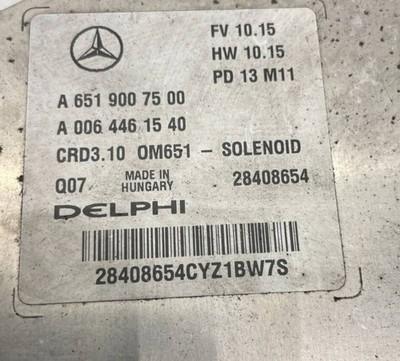 FV 10.15
HW 10.15
PD 13 M11
A 651 900 75 00
A 006 446 15 40
CRD3.10 OM651 - SOLENOID
Q07 MADE IN HUNGARY 28408654
DELPHI
28408654CYZ1BW7S